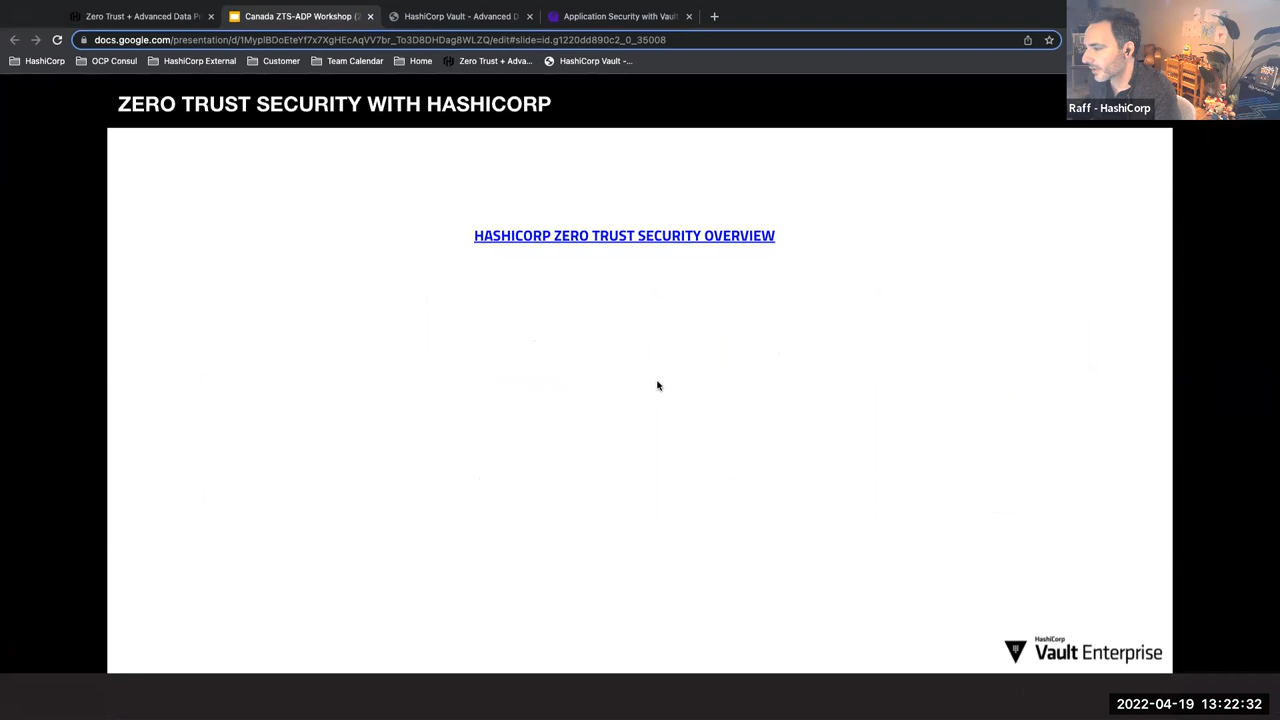 Zero Trust + Advanced Data P
Canada ZTS-ADP Workshop (
HashiCorp Vault - Advanced D
Application Security with Vault
docs.google.com/presentation/d/1MyplBDoEteYf7x7XgHEcAqVV7br_To3D8DHDag8WLZQ/edit#slide=id.g1220dd890c2_0_35008
HashiCorp
OCP Consul
HashiCorp External
Customer
Team Calendar
Home
Zero Trust + Adva...
HashiCorp Vault -...
Raff - HashiCorp
ZERO TRUST SECURITY WITH HASHICORP
HASHICORP ZERO TRUST SECURITY OVERVIEW
HashiCorp
Vault Enterprise
2022-04-19 13:22:32